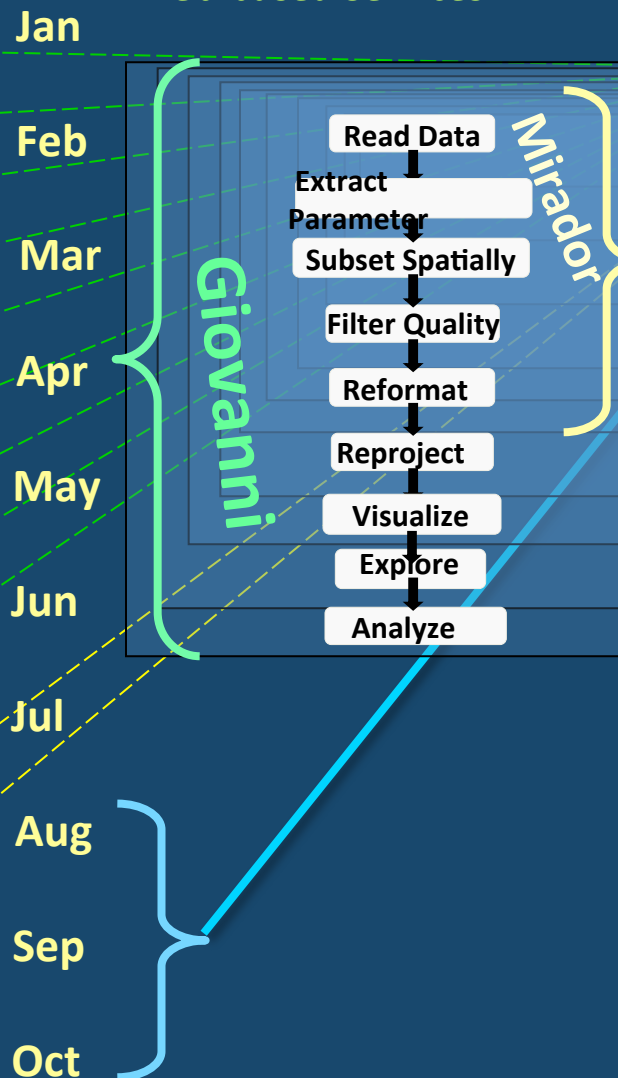 Jan
Feb
Mar
Apr
May
Jun
Jul
Aug
Sep
Oct
Giovanni
Read Data
Extract
Parameter
Subset Spatially
Filter Quality
Reformat
Reproject
Visualize
Explore
Analyze
Mirador